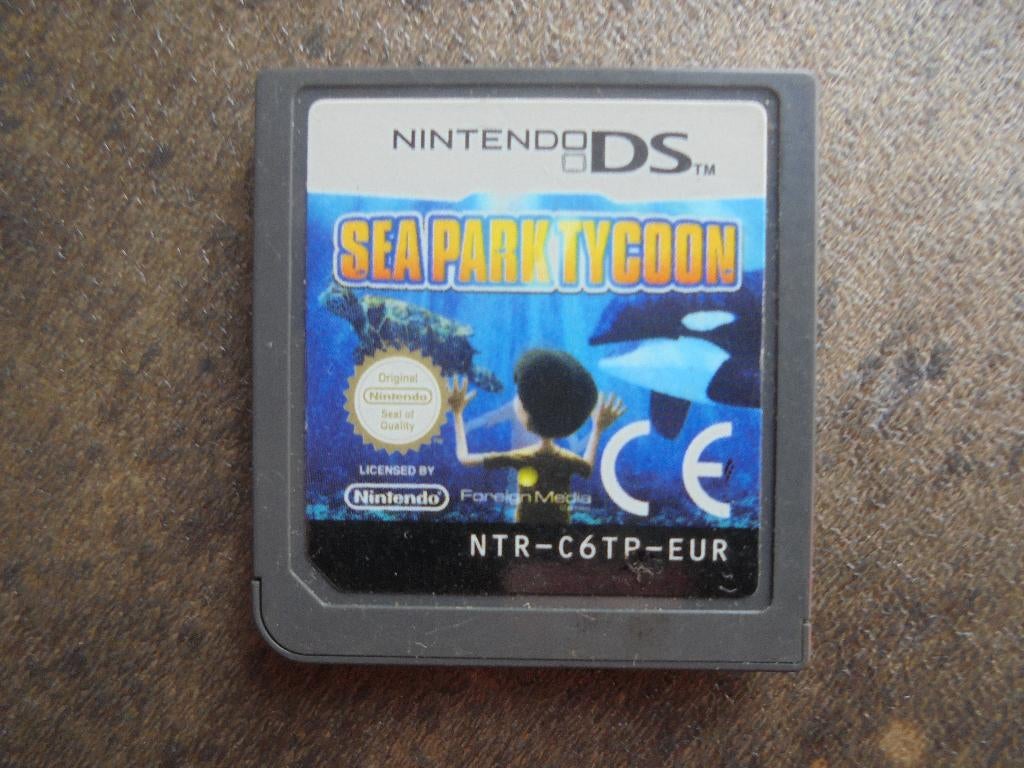 NINTENDO DS™
SEA PARK TYCOON
Original
Nintendo
Seal of
Quality
TM
LICENSED BY
Nintendo®
Foreign Media
CE
NTR-C6TP-EUR